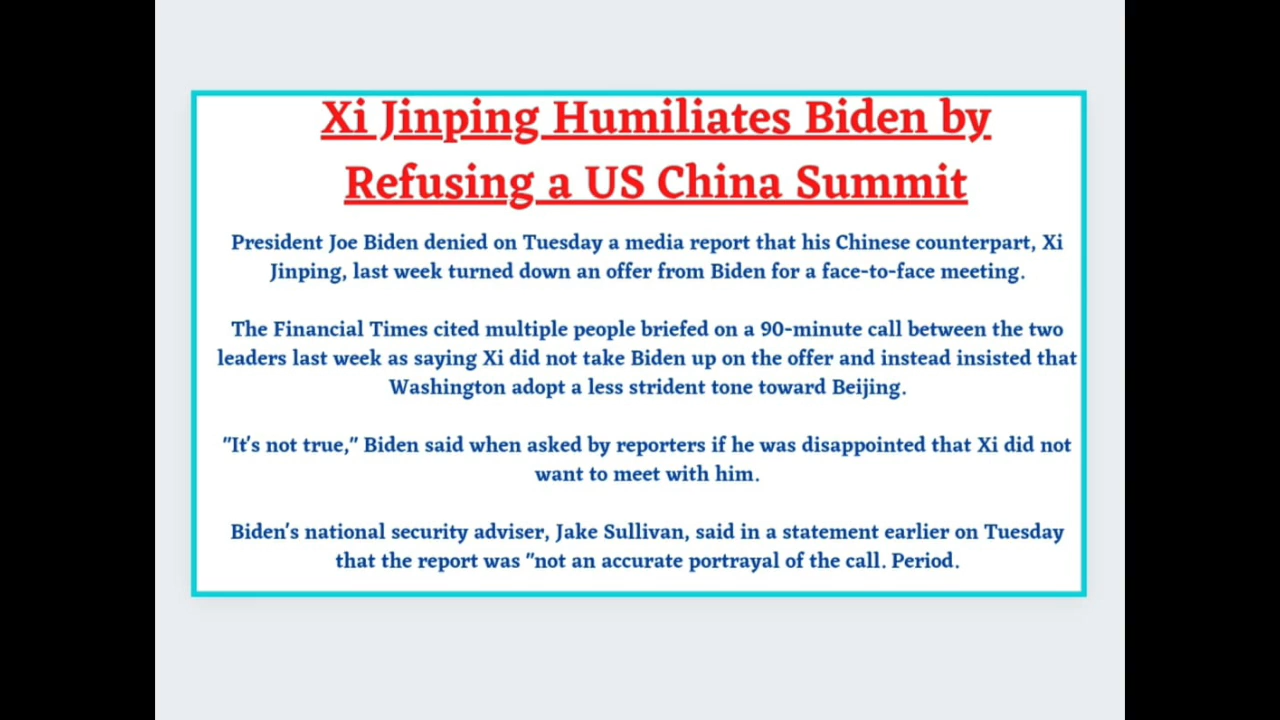 Xi Jinping Humiliates Biden by
Refusing a US China Summit
President Joe Biden denied on Tuesday a media report that his Chinese counterpart, Xi
Jinping, last week turned down an offer from Biden for a face-to-face meeting.
The Financial Times cited multiple people briefed on a 90-minute call between the two
leaders last week as saying Xi did not take Biden up on the offer and instead insisted that
Washington adopt a less strident tone toward Beijing.
"It's not true," Biden said when asked by reporters if he was disappointed that Xi did not
want to meet with him.
Biden's national security adviser, Jake Sullivan, said in a statement earlier on Tuesday
that the report was "not an accurate portrayal of the call. Period.